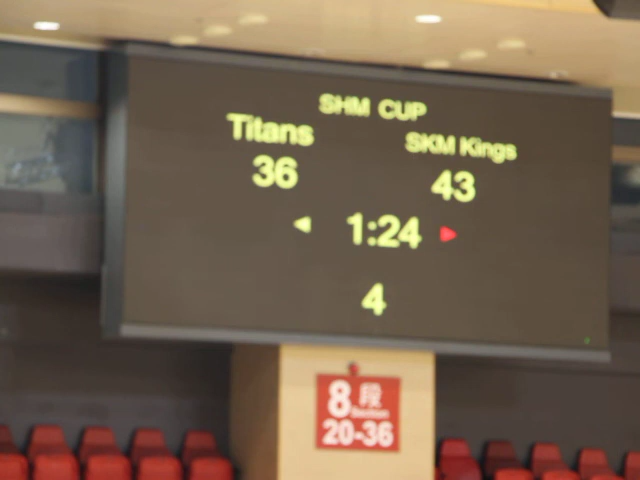 SHM CUP
Titans SKM Kings
36 43
◄ 1:24 ►
4
8 段
Section
20-36